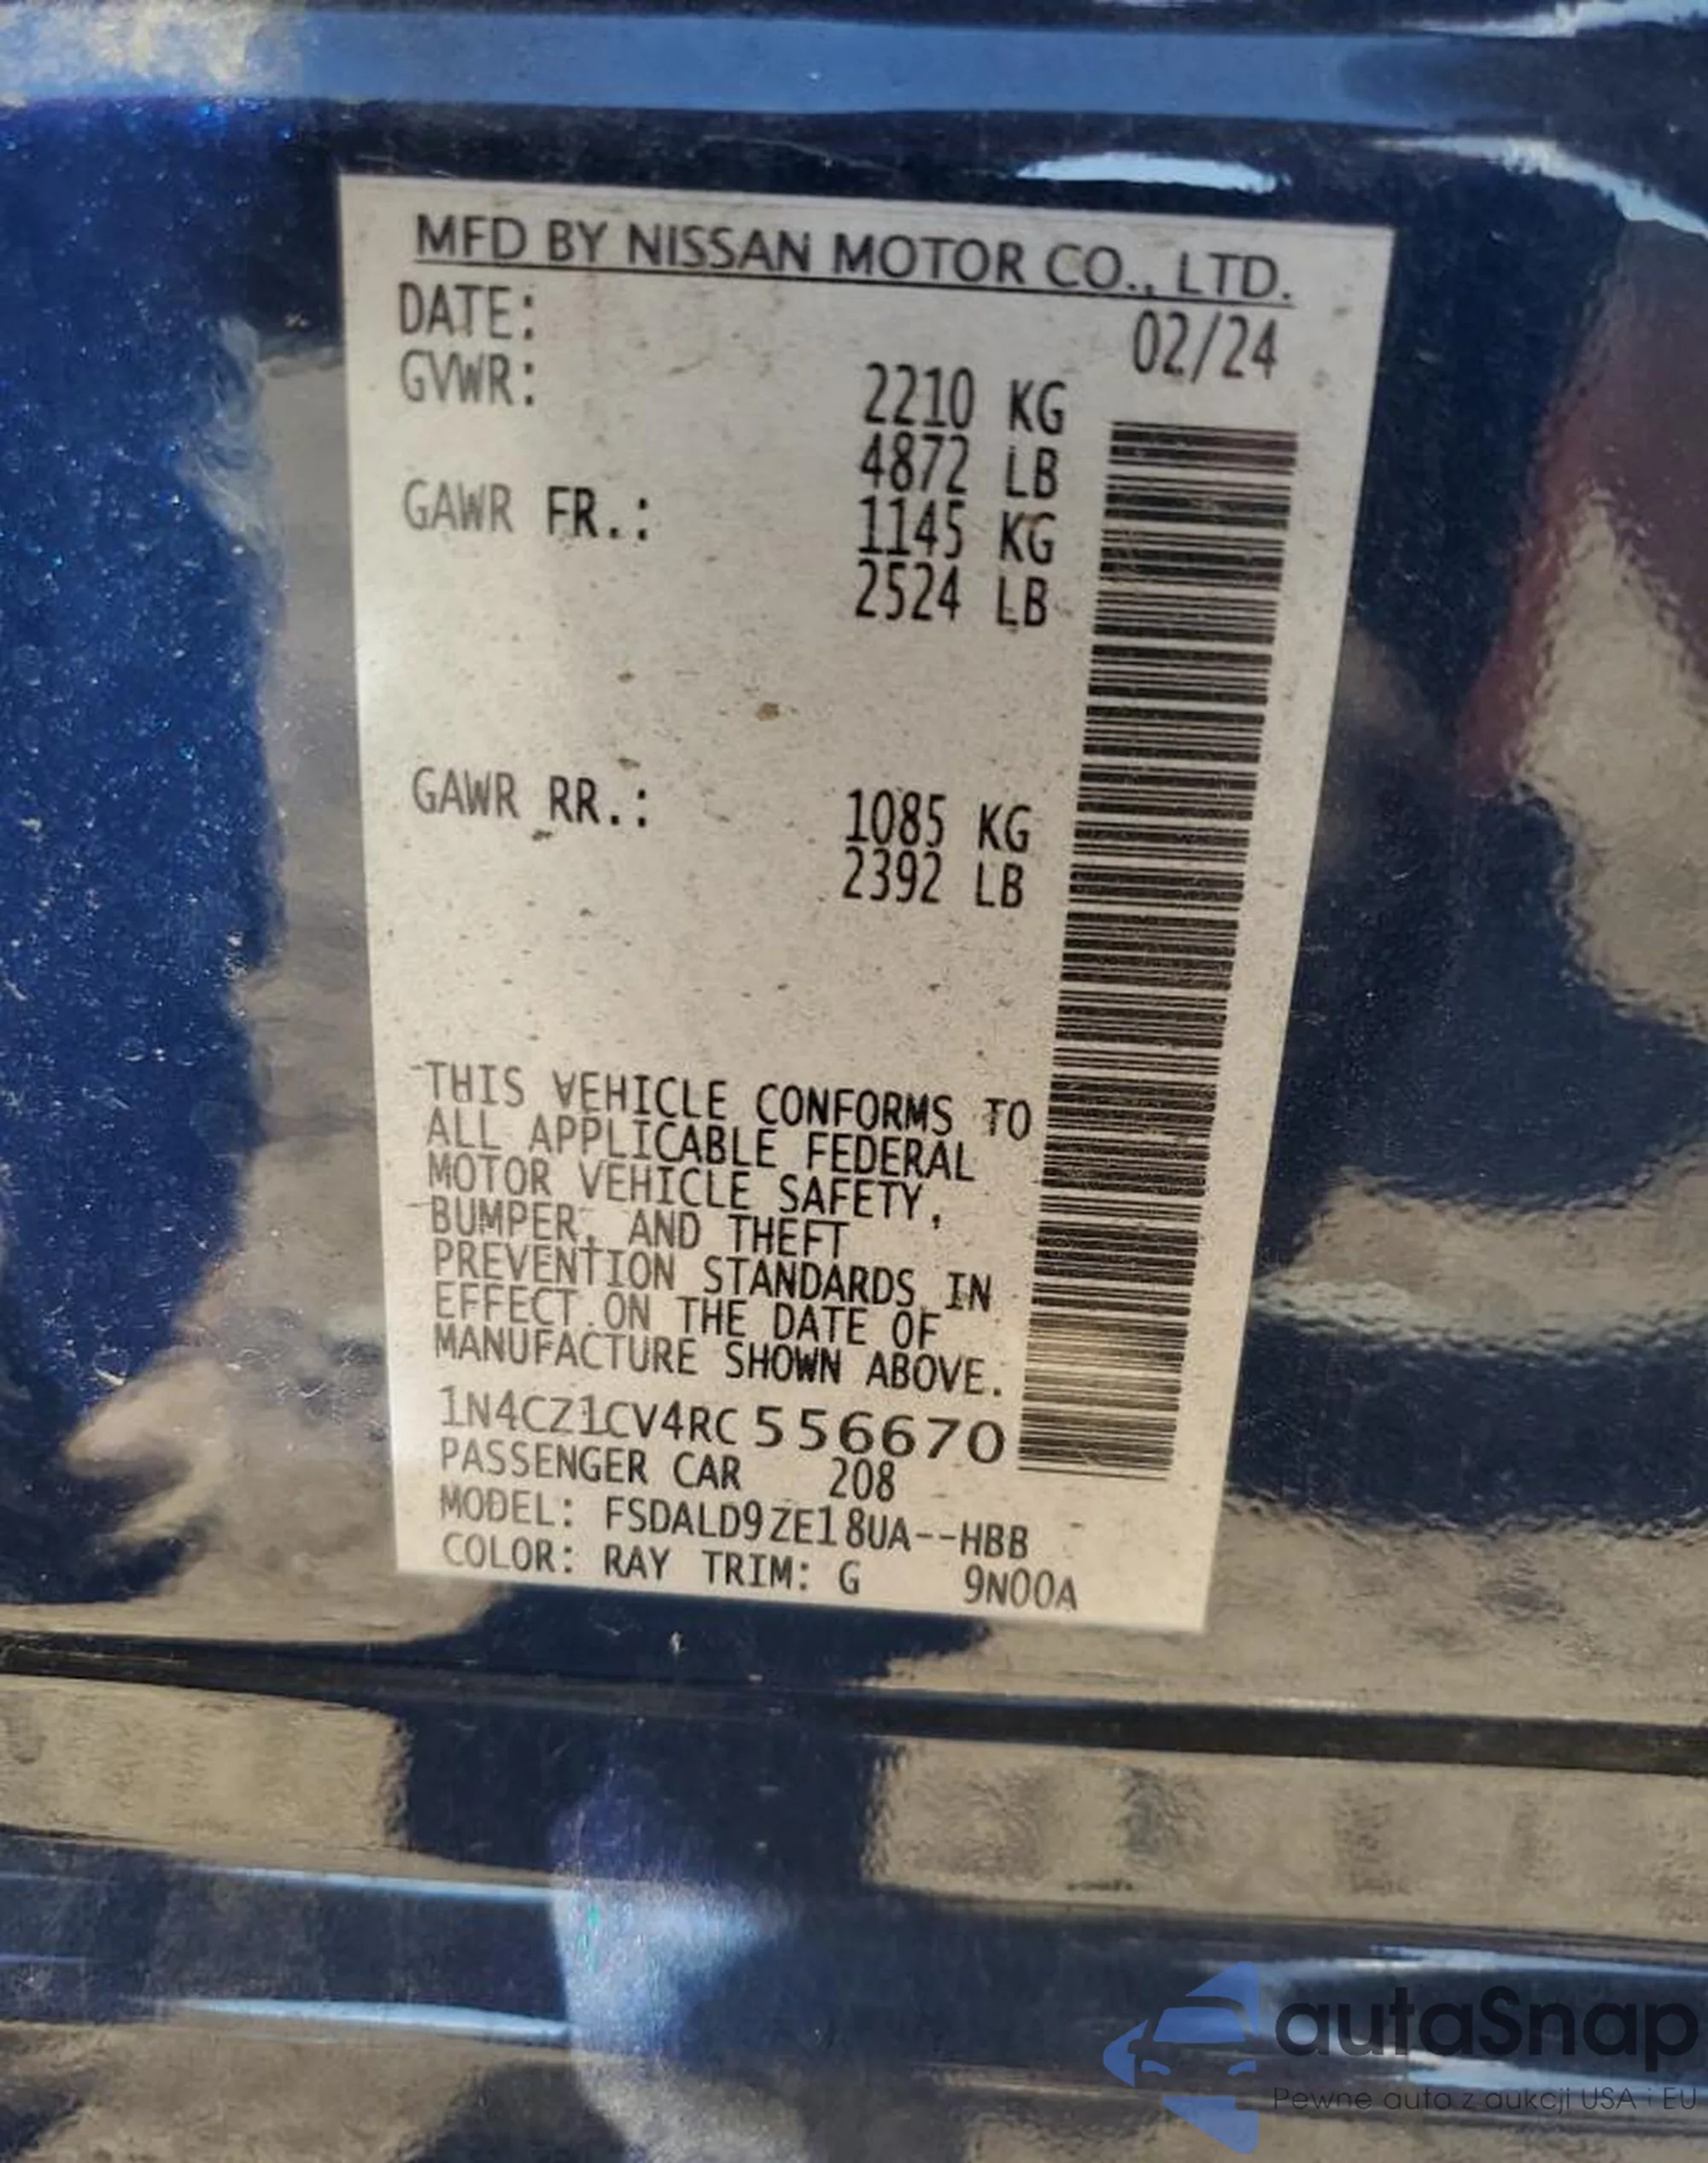 MFD BY NISSAN MOTOR CO., LTD.
DATE: 02/24
GVWR: 2210 KG
4872 LB
GAWR FR.: 1145 KG
2524 LB
GAWR RR.: 1085 KG
2392 LB
THIS VEHICLE CONFORMS TO
ALL APPLICABLE FEDERAL
MOTOR VEHICLE SAFETY,
BUMPER, AND THEFT
PREVENTION STANDARDS IN
EFFECT ON THE DATE OF
MANUFACTURE SHOWN ABOVE.
1N4CZ1CV4RC556670
PASSENGER CAR 208
MODEL: FSDALD9ZE18UA--HBB
COLOR: RAY TRIM: G 9N00A
autaSnap
Pewne auto z aukcji USA i EU